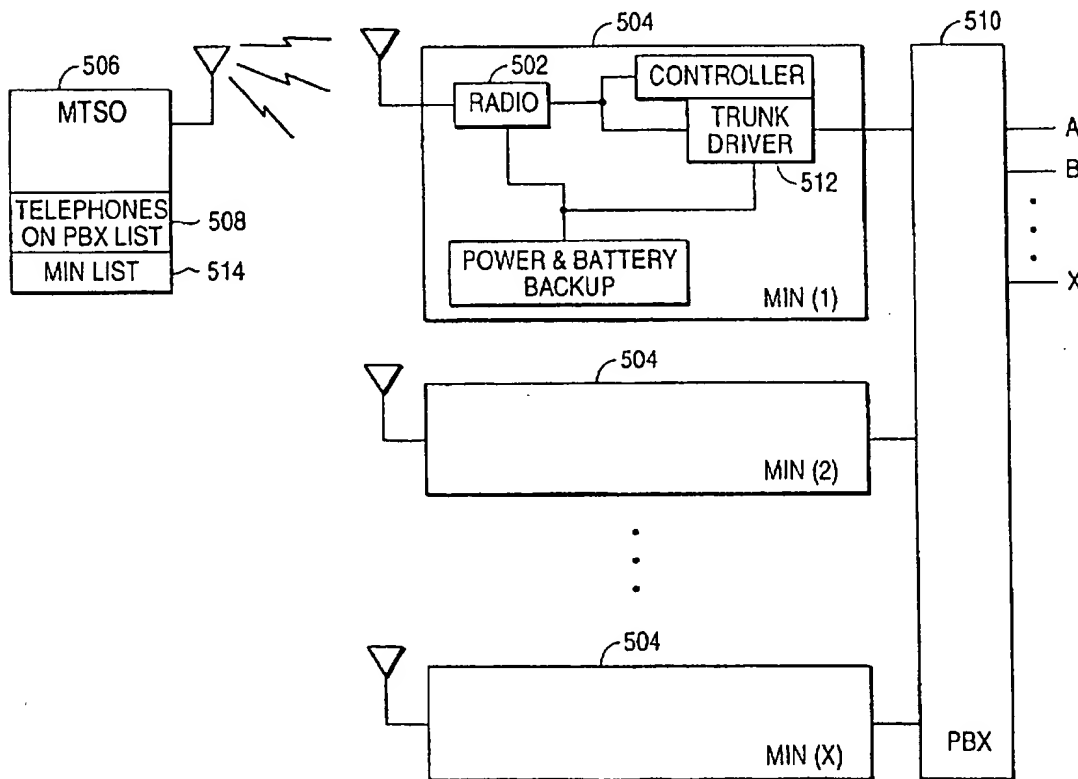 506
MTSO
TELEPHONES
ON PBX LIST
508
MIN LIST
514
504
502
RADIO
CONTROLLER
TRUNK
DRIVER
512
POWER & BATTERY
BACKUP
MIN (1)
510
A
B
X
504
MIN (2)
504
MIN (X)
PBX